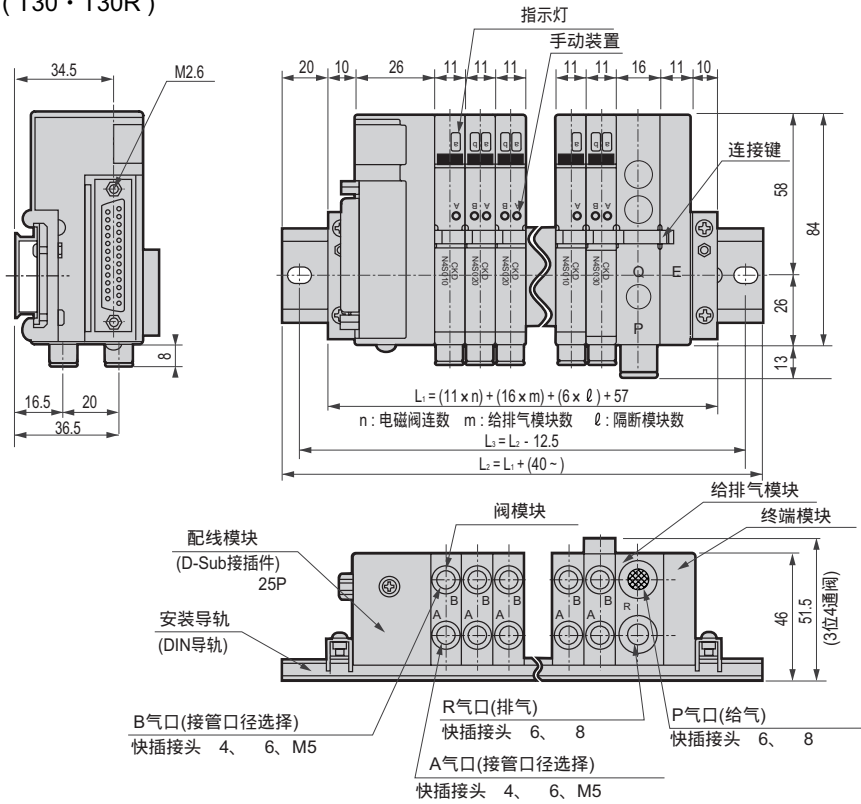 ( T30・T30R )
指示灯
手动装置
34.5
M2.6
20 10 26 11 11 11 11 11 16 11 10
连接键
58
84
26
13
a
b a
b a
a
b a
A
B A
B A
A
B A
CKD
N4S010
CKD
N4S020
CKD
N4S020
CKD
N4S010
CKD
N4S030
Q
E
P
8
16.5 20
36.5
L₁ = (11 × n) + (16 × m) + (6 × ℓ) + 57
n : 电磁阀连数 m : 给排气模块数 ℓ : 隔断模块数
L₃ = L₂ - 12.5
L₂ = L₁ + (40 ~ )
给排气模块
阀模块
终端模块
配线模块
(D-Sub接插件)
25P
安装导轨
(DIN导轨)
B B B B B
A A A A A
R
46
51.5
(3位4通阀)
B气口(接管口径选择)
快插接头 4、 6、M5
R气口(排气)
快插接头 6、 8
P气口(给气)
快插接头 6、 8
A气口(接管口径选择)
快插接头 4、 6、M5